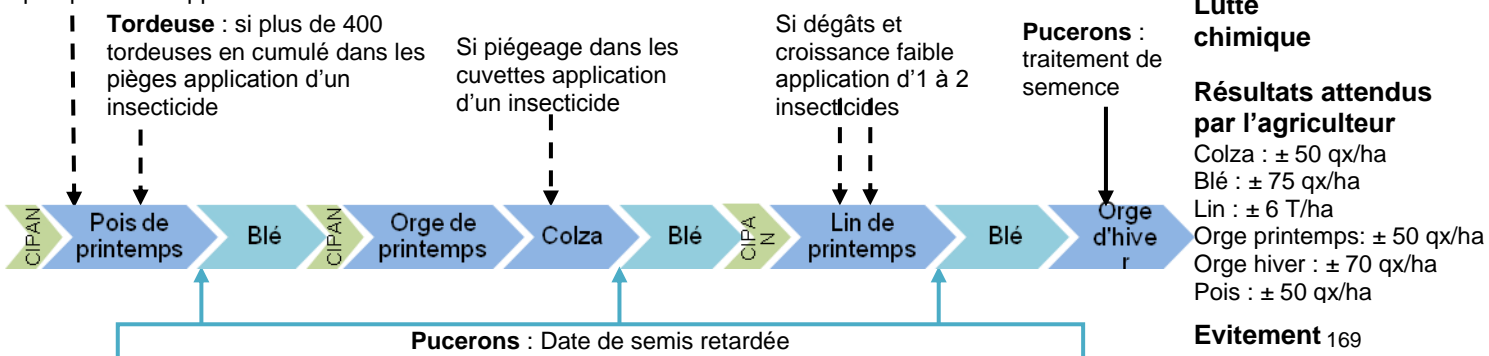 Tordeuse : si plus de 400
tordeuses en cumulé dans les
pièges application d'un
insecticide
Si piégeage dans les
cuvettes application
d'un insecticide
Si dégâts et
croissance faible
application d'1 à 2
insecticides
Pucerons :
traitement de
semence
Lutte
chimique
Résultats attendus
par l'agriculteur
Colza : ± 50 qx/ha
Blé : ± 75 qx/ha
Lin : ± 6 T/ha
Orge printemps: ± 50 qx/ha
Orge hiver : ± 70 qx/ha
Pois : ± 50 qx/ha
CIPAN
Pois de
printemps
Blé
CIPAN
Orge de
printemps
Colza
Blé
CIPA
N
Lin de
printemps
Blé
Orge
d'hive
r
Pucerons : Date de semis retardée
Evitement 169